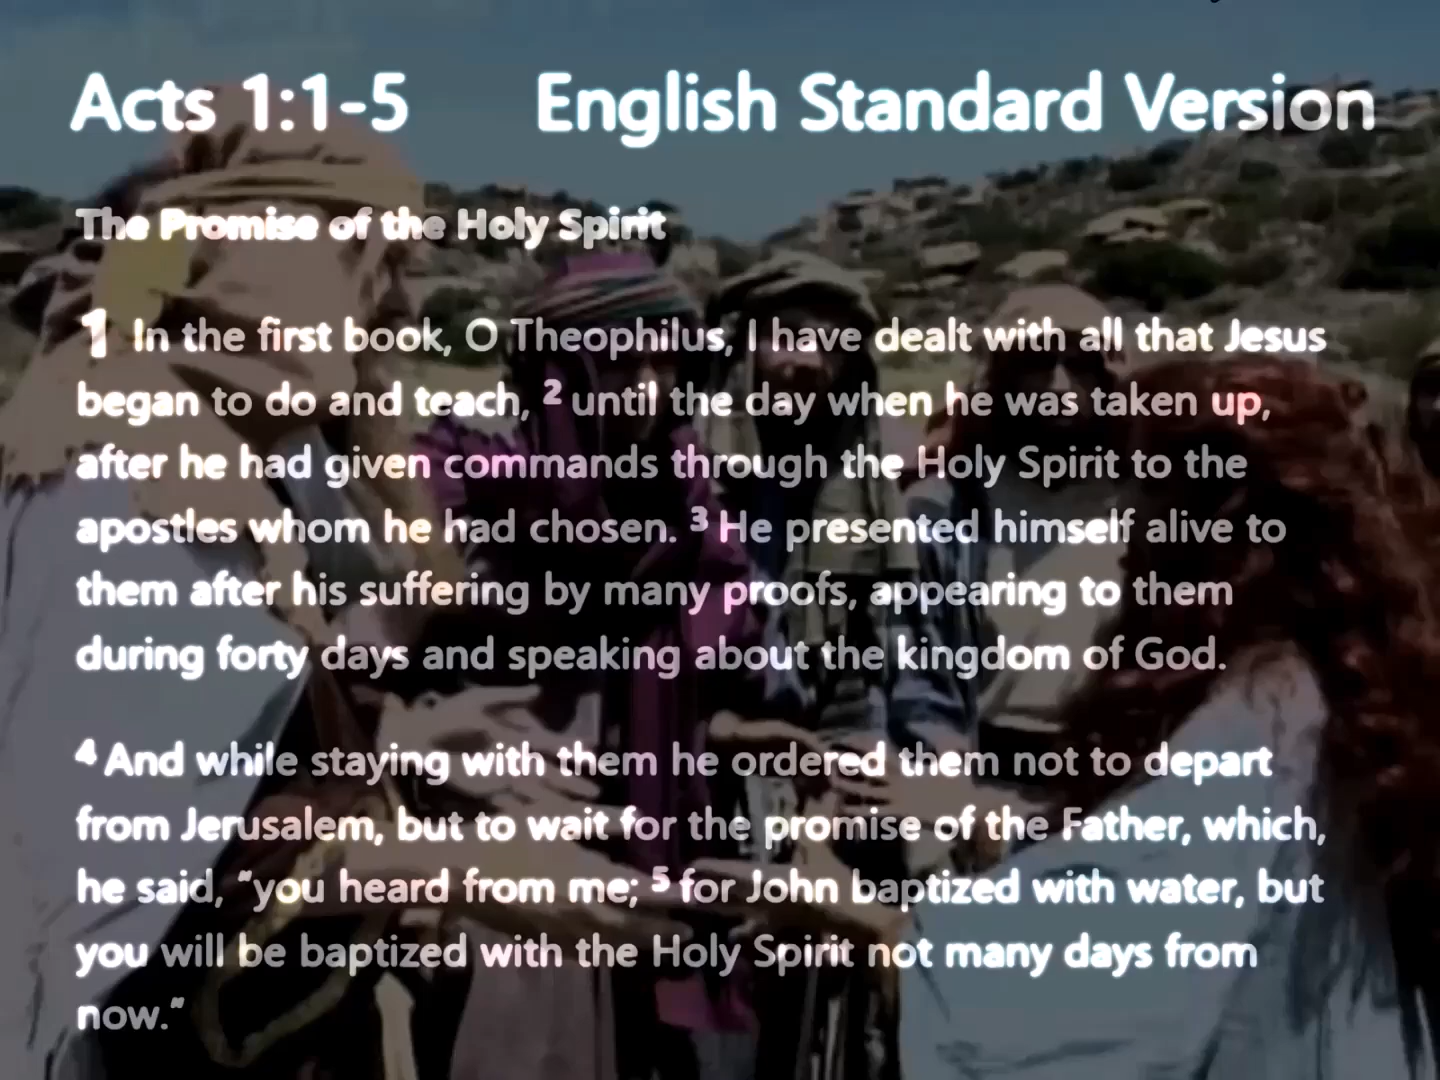 Acts 1:1-5 English Standard Version
The Promise of the Holy Spirit
1 In the first book, O Theophilus, I have dealt with all that Jesus
began to do and teach, 2 until the day when he was taken up,
after he had given commands through the Holy Spirit to the
apostles whom he had chosen. 3 He presented himself alive to
them after his suffering by many proofs, appearing to them
during forty days and speaking about the kingdom of God.
4 And while staying with them he ordered them not to depart
from Jerusalem, but to wait for the promise of the Father, which,
he said, “you heard from me; 5 for John baptized with water, but
you will be baptized with the Holy Spirit not many days from
now.”